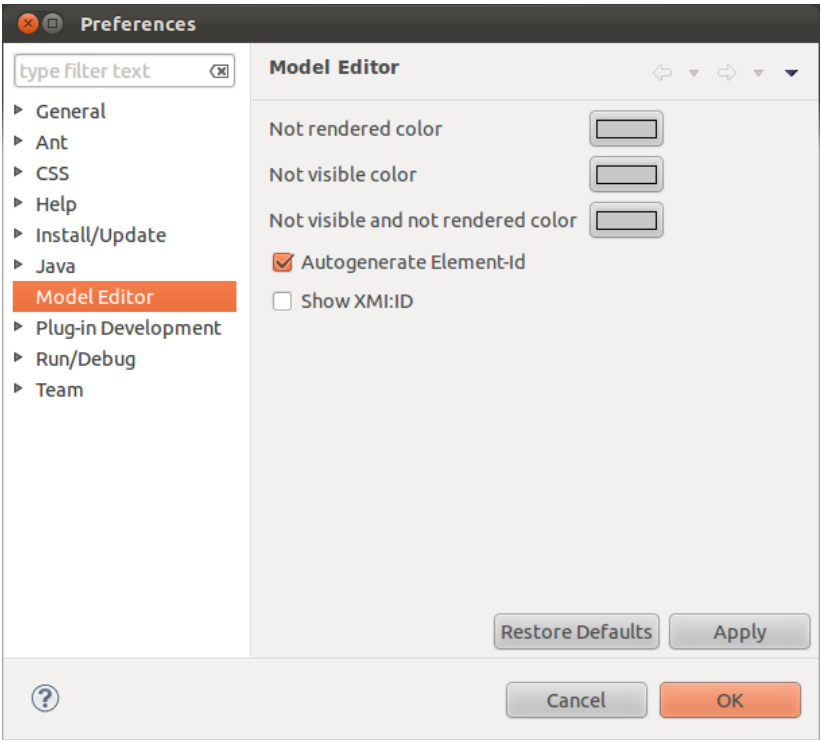 Preferences
type filter text
General
Ant
CSS
Help
Install/Update
Java
Model Editor
Plug-in Development
Run/Debug
Team
Model Editor
Not rendered color
Not visible color
Not visible and not rendered color
Autogenerate Element-Id
Show XMI:ID
Restore Defaults Apply
? Cancel OK